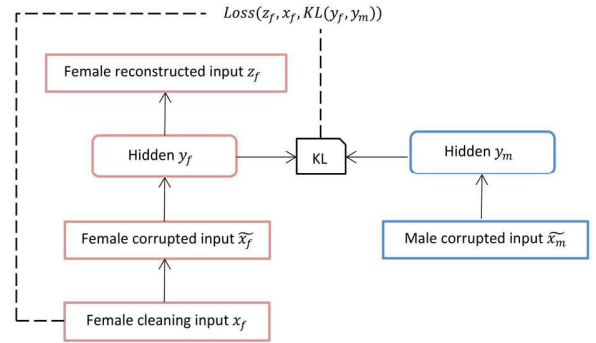 Loss(z_f, x_f, KL(y_f, y_m))
Female reconstructed input z_f
Hidden y_f
KL
Hidden y_m
Female corrupted input x̃_f
Male corrupted input x̃_m
Female cleaning input x_f